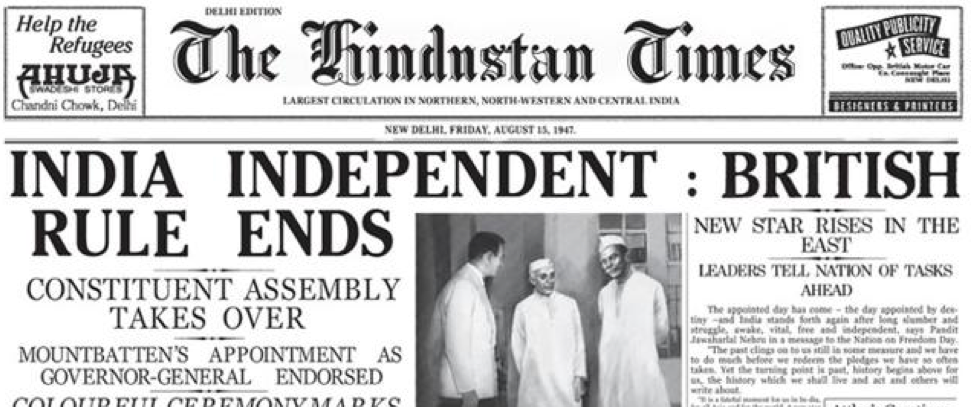 Help the
Refugees
AHUJA
SWADESHI STORES
Chandni Chowk, Delhi
DELHI EDITION
The Hindustan Times
LARGEST CIRCULATION IN NORTHERN, NORTH-WESTERN AND CENTRAL INDIA
QUALITY PUBLICITY
SERVICE
Office: Opp. British Motor Car
Co. Connaught Place
NEW DELHI
DESIGNERS & PRINTERS
NEW DELHI, FRIDAY, AUGUST 15, 1947.
INDIA INDEPENDENT : BRITISH
RULE ENDS
CONSTITUENT ASSEMBLY
TAKES OVER
MOUNTBATTEN'S APPOINTMENT AS
GOVERNOR-GENERAL ENDORSED
COLOURFUL CEREMONY MARKS
NEW STAR RISES IN THE
EAST
LEADERS TELL NATION OF TASKS
AHEAD
The appointed day has come – the day appointed by des-
tiny –and India stands forth again after long slumber and
struggle, awake, vital, free and independent, says Pandit
Jawaharlal Nehru in a message to the Nation on Freedom Day.
"The past clings on to us still in some measure and we have
to do much before we redeem the pledges we have so often
taken. Yet the turning point is past, history begins above for
us, the history which we shall live and act and others will
write about.
"It is a fateful moment for us in India,